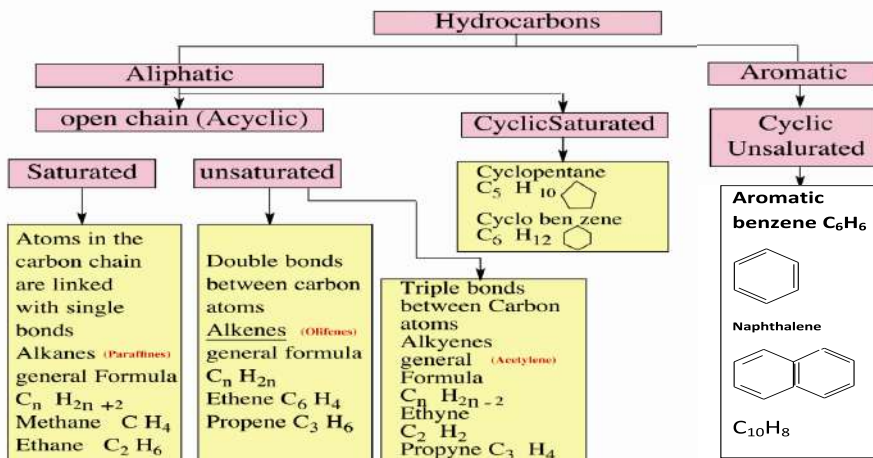 Hydrocarbons
Aliphatic
Aromatic
open chain (Acyclic)
CyclicSaturated
Cyclic
Unsalurated
Saturated
unsaturated
Cyclopentane
C5 H10
Cyclo ben zene
C6 H12
Aromatic
benzene C6H6
Naphthalene
C10H8
Atoms in the
carbon chain
are linked
with single
bonds
Alkanes (Paraffines)
general Formula
Cn H2n +2
Methane C H4
Ethane C2 H6
Double bonds
between carbon
atoms
Alkenes (Olifenes)
general formula
Cn H2n
Ethene C6 H4
Propene C3 H6
Triple bonds
between Carbon
atoms
Alkyenes
general (Acetylene)
Formula
Cn H2n-2
Ethyne
C2 H2
Propyne C3 H4